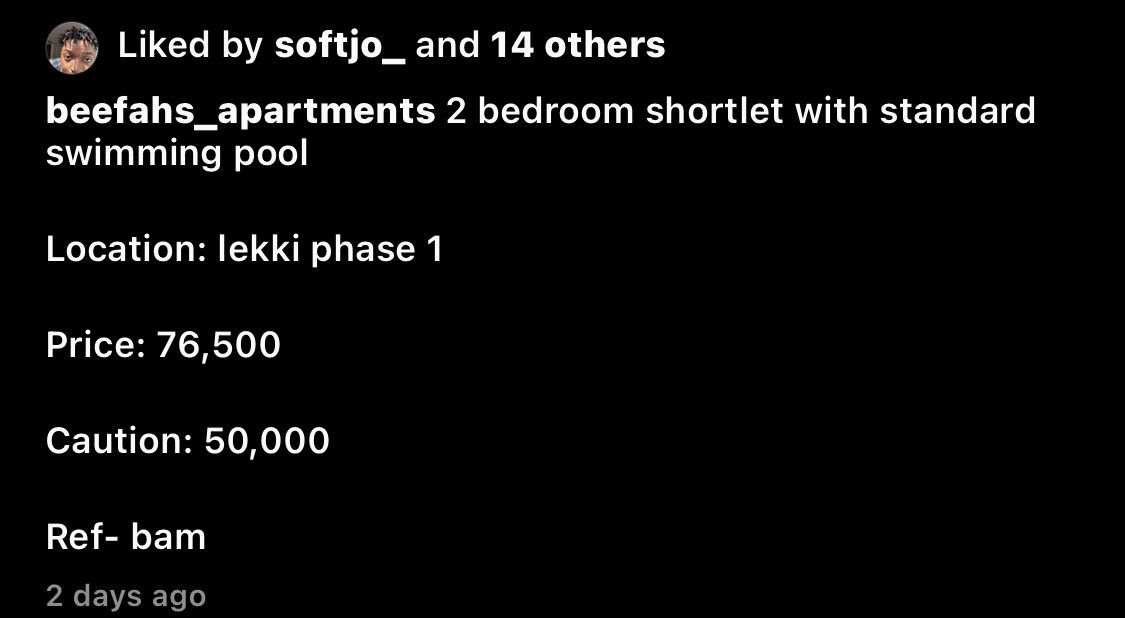 Liked by softjo_ and 14 others
beefahs_apartments 2 bedroom shortlet with standard
swimming pool
Location: lekki phase 1
Price: 76,500
Caution: 50,000
Ref- bam
2 days ago